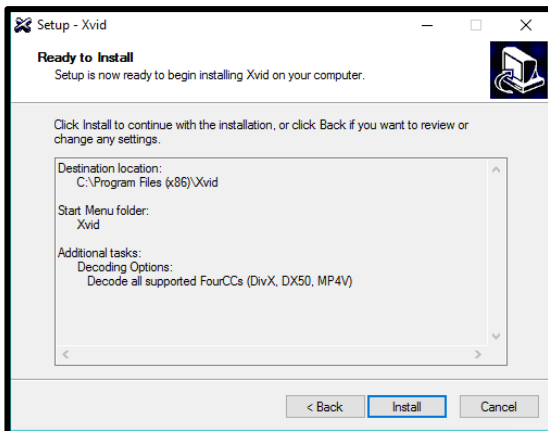 Setup - Xvid
Ready to Install
Setup is now ready to begin installing Xvid on your computer.
Click Install to continue with the installation, or click Back if you want to review or
change any settings.
Destination location:
C:\Program Files (x86)\Xvid
Start Menu folder:
Xvid
Additional tasks:
Decoding Options:
Decode all supported FourCCs (DivX, DX50, MP4V)
< Back
Install
Cancel